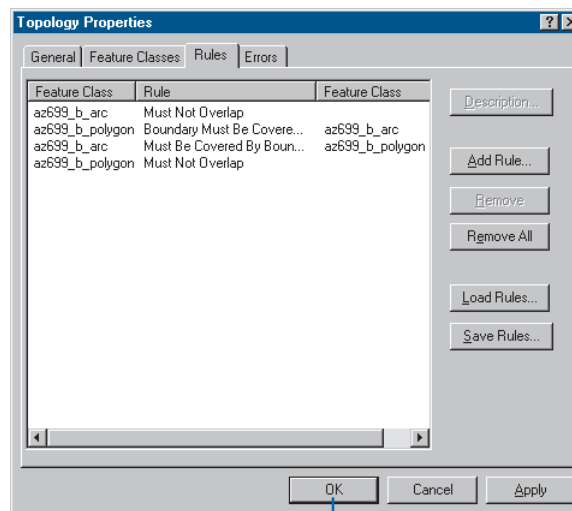 Topology Properties
General Feature Classes Rules Errors
Feature Class Rule Feature Class
az699_b_arc Must Not Overlap
az699_b_polygon Boundary Must Be Covere... az699_b_arc
az699_b_arc Must Be Covered By Boun... az699_b_polygon
az699_b_polygon Must Not Overlap
Description...
Add Rule...
Remove
Remove All
Load Rules...
Save Rules...
OK Cancel Apply